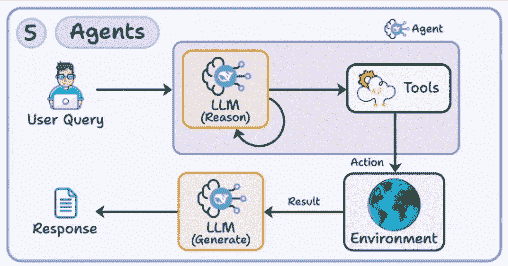 5 Agents
Agent
User Query
LLM
(Reason)
Tools
Action
Response
LLM
(Generate)
Result
Environment